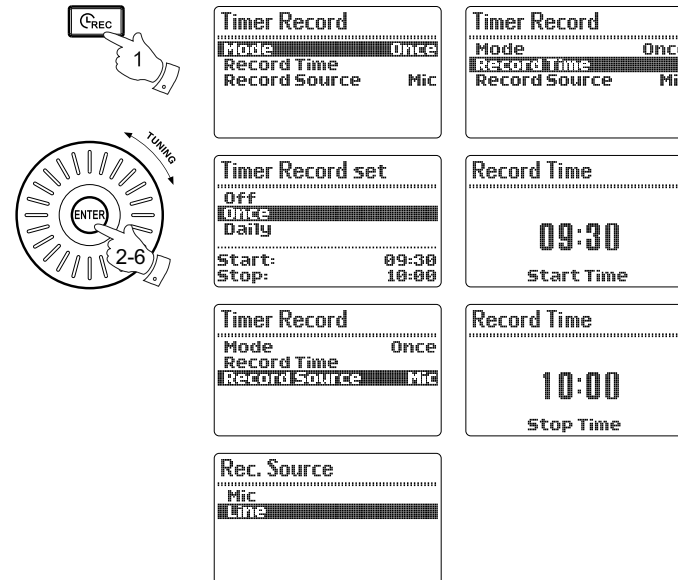 REC
1
TUNING
ENTER
2-6
Timer Record
Mode Once
Record Time
Record Source Mic
Timer Record
Mode Once
Record Time
Record Source Mi
Timer Record set
Off
Once
Daily
Start: 09:30
Stop: 10:00
Record Time
09:30
Start Time
Timer Record
Mode Once
Record Time
Record Source Mic
Record Time
10:00
Stop Time
Rec. Source
Mic
Line